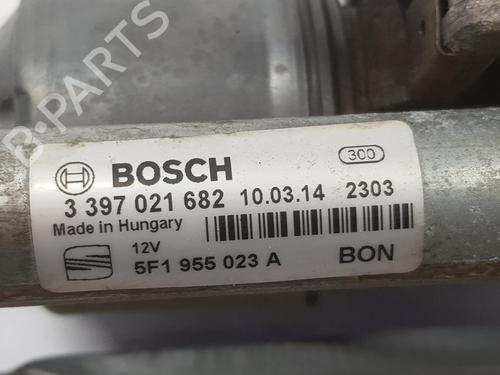 B-PARTS
BOSCH
300
3 397 021 682 10.03.14 2303
Made in Hungary
12V
5F1 955 023 A BON